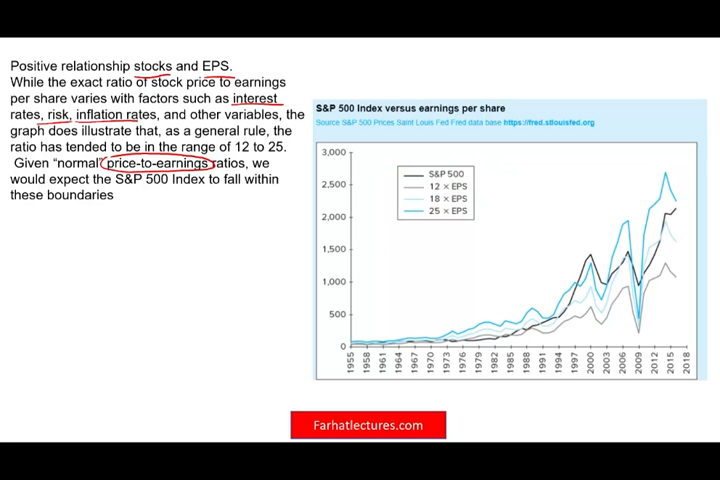 Positive relationship stocks and EPS.
While the exact ratio of stock price to earnings
per share varies with factors such as interest
rates, risk, inflation rates, and other variables, the
graph does illustrate that, as a general rule, the
ratio has tended to be in the range of 12 to 25.
Given “normal” price-to-earnings ratios, we
would expect the S&P 500 Index to fall within
these boundaries
S&P 500 Index versus earnings per share
Source S&P 500 Prices Saint Louis Fed Fred data base https://fred.stlouisfed.org
S&P 500
12 × EPS
18 × EPS
25 × EPS
3,000
2,500
2,000
1,500
1,000
500
0
1955 1958 1961 1964 1967 1970 1973 1976 1979 1982 1985 1988 1991 1994 1997 2000 2003 2006 2009 2012 2015 2018
Farhatlectures.com